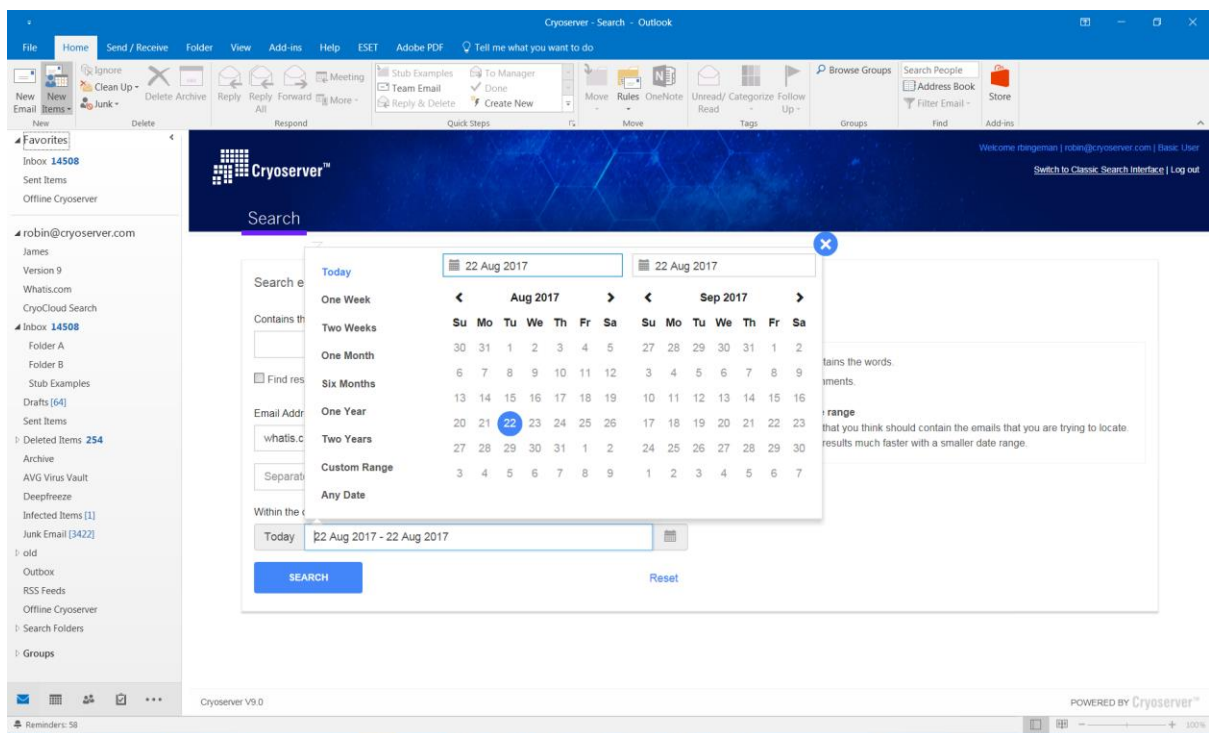 Cryoserver - Search - Outlook
File Home Send / Receive Folder View Add-ins Help ESET Adobe PDF Tell me what you want to do
New Email
New Items
Ignore
Clean Up
Junk
Delete Archive
Reply Reply All Forward
Meeting
More
Stub Examples
Team Email
Reply & Delete
To Manager
Done
Create New
Move Rules OneNote
Unread/ Read Categorize Follow Up
Browse Groups
Search People
Address Book
Filter Email
Store
New Delete Respond Quick Steps Move Tags Groups Find Add-ins
Favorites
Inbox 14508
Sent Items
Offline Cryoserver
robin@cryoserver.com
James
Version 9
Whatis.com
CryoCloud Search
Inbox 14508
Folder A
Folder B
Stub Examples
Drafts [64]
Sent Items
Deleted Items 254
Archive
AVG Virus Vault
Deepfreeze
Infected Items [1]
Junk Email [3422]
old
Outbox
RSS Feeds
Offline Cryoserver
Search Folders
Groups
Cryoserver™
Welcome rbingeman | robin@cryoserver.com | Basic User
Switch to Classic Search Interface | Log out
Search
Search e
Contains th
Find res
Email Addr
whatis.c
Separat
Within the
Today
One Week
Two Weeks
One Month
Six Months
One Year
Two Years
Custom Range
Any Date
22 Aug 2017
Aug 2017
Su Mo Tu We Th Fr Sa
30 31 1 2 3 4 5
6 7 8 9 10 11 12
13 14 15 16 17 18 19
20 21 22 23 24 25 26
27 28 29 30 31 1 2
3 4 5 6 7 8 9
22 Aug 2017
Sep 2017
Su Mo Tu We Th Fr Sa
27 28 29 30 31 1 2
3 4 5 6 7 8 9
10 11 12 13 14 15 16
17 18 19 20 21 22 23
24 25 26 27 28 29 30
1 2 3 4 5 6 7
tains the words.
ments.
range
that you think should contain the emails that you are trying to locate.
results much faster with a smaller date range.
Today 22 Aug 2017 - 22 Aug 2017
SEARCH Reset
Cryoserver V9.0
POWERED BY Cryoserver™
Reminders: 58
100%